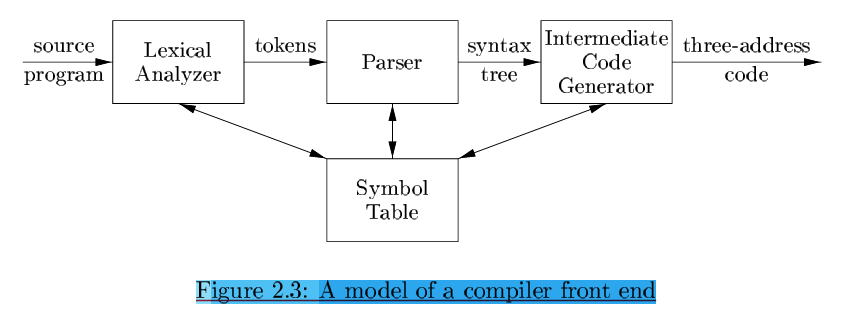 source
program
Lexical
Analyzer
tokens
Parser
syntax
tree
Intermediate
Code
Generator
three-address
code
Symbol
Table
Figure 2.3: A model of a compiler front end